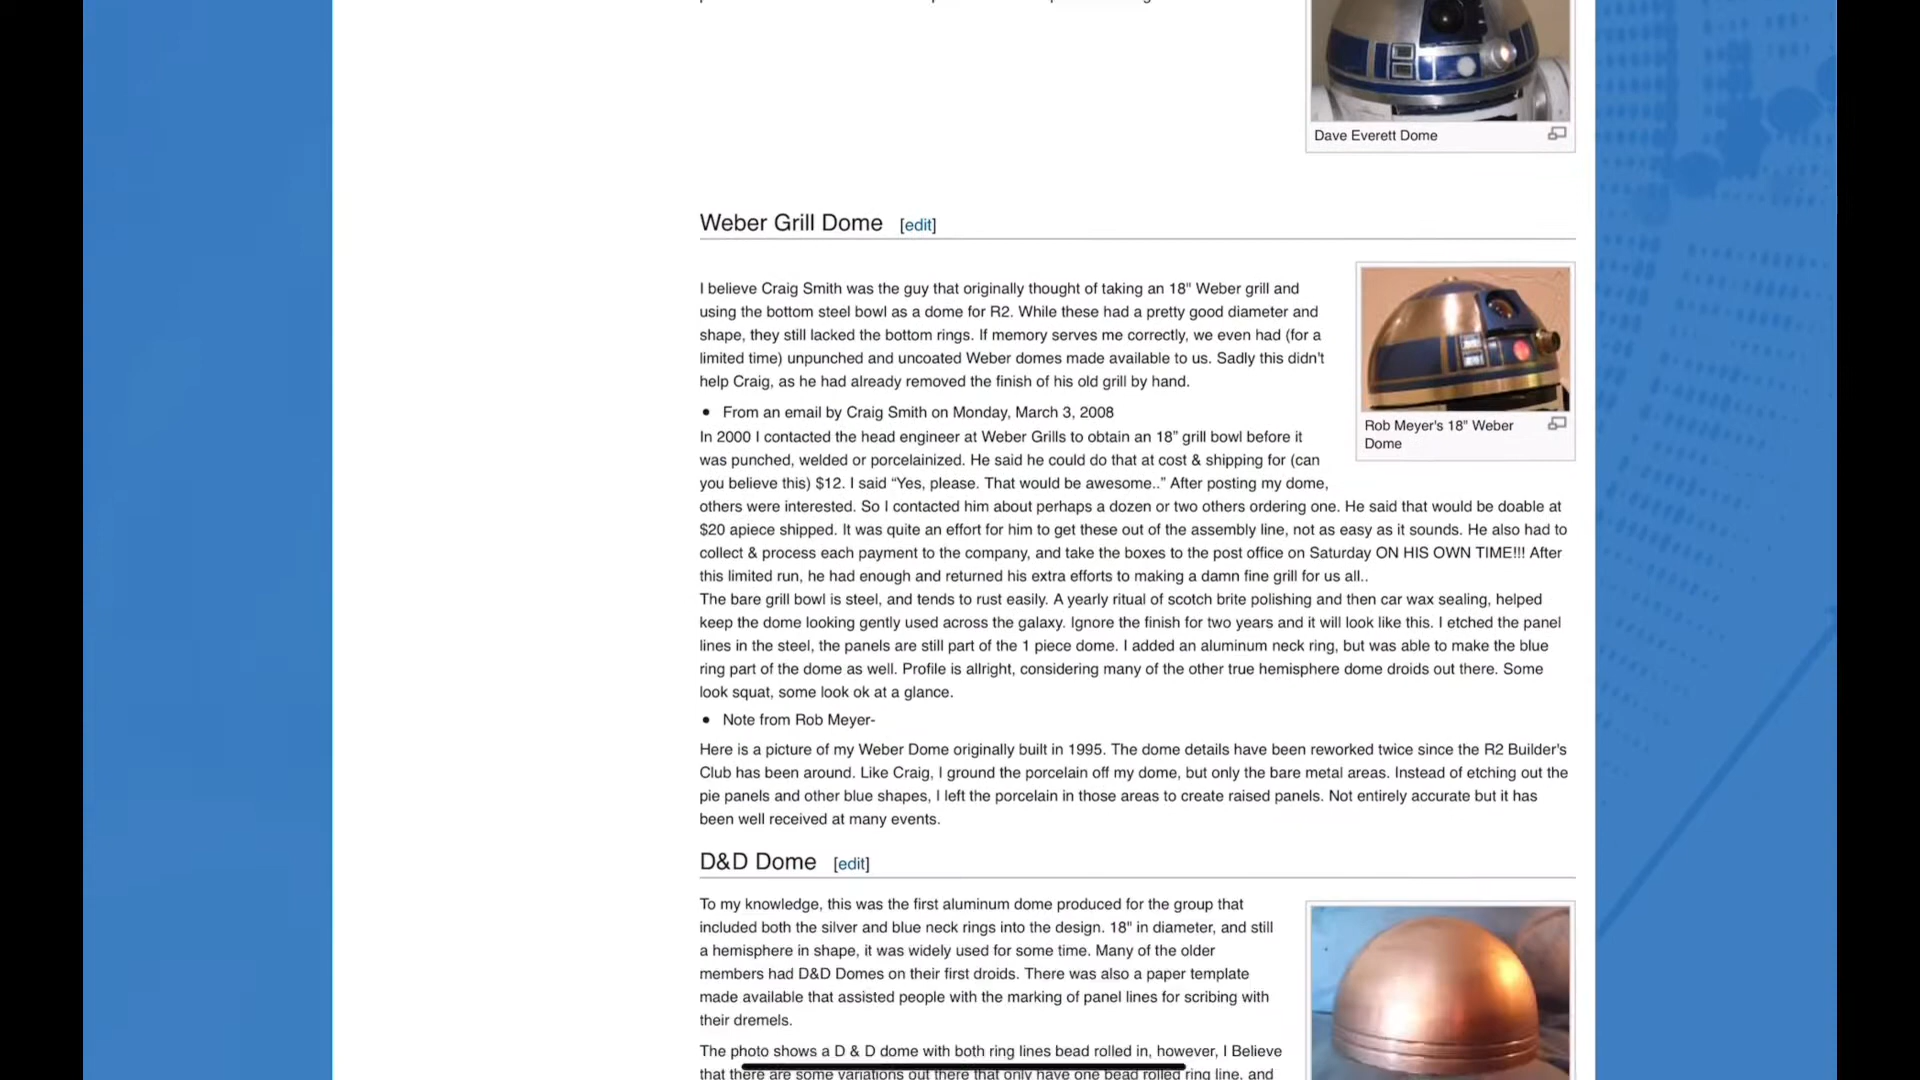 Dave Everett Dome
Weber Grill Dome [edit]
I believe Craig Smith was the guy that originally thought of taking an 18" Weber grill and
using the bottom steel bowl as a dome for R2. While these had a pretty good diameter and
shape, they still lacked the bottom rings. If memory serves me correctly, we even had (for a
limited time) unpunched and uncoated Weber domes made available to us. Sadly this didn't
help Craig, as he had already removed the finish of his old grill by hand.
• From an email by Craig Smith on Monday, March 3, 2008
In 2000 I contacted the head engineer at Weber Grills to obtain an 18” grill bowl before it
was punched, welded or porcelainized. He said he could do that at cost & shipping for (can
you believe this) $12. I said “Yes, please. That would be awesome..” After posting my dome,
Rob Meyer's 18" Weber
Dome
others were interested. So I contacted him about perhaps a dozen or two others ordering one. He said that would be doable at
$20 apiece shipped. It was quite an effort for him to get these out of the assembly line, not as easy as it sounds. He also had to
collect & process each payment to the company, and take the boxes to the post office on Saturday ON HIS OWN TIME!!! After
this limited run, he had enough and returned his extra efforts to making a damn fine grill for us all..
The bare grill bowl is steel, and tends to rust easily. A yearly ritual of scotch brite polishing and then car wax sealing, helped
keep the dome looking gently used across the galaxy. Ignore the finish for two years and it will look like this. I etched the panel
lines in the steel, the panels are still part of the 1 piece dome. I added an aluminum neck ring, but was able to make the blue
ring part of the dome as well. Profile is allright, considering many of the other true hemisphere dome droids out there. Some
look squat, some look ok at a glance.
• Note from Rob Meyer-
Here is a picture of my Weber Dome originally built in 1995. The dome details have been reworked twice since the R2 Builder's
Club has been around. Like Craig, I ground the porcelain off my dome, but only the bare metal areas. Instead of etching out the
pie panels and other blue shapes, I left the porcelain in those areas to create raised panels. Not entirely accurate but it has
been well received at many events.
D&D Dome [edit]
To my knowledge, this was the first aluminum dome produced for the group that
included both the silver and blue neck rings into the design. 18" in diameter, and still
a hemisphere in shape, it was widely used for some time. Many of the older
members had D&D Domes on their first droids. There was also a paper template
made available that assisted people with the marking of panel lines for scribing with
their dremels.
The photo shows a D & D dome with both ring lines bead rolled in, however, I Believe
that there are some variations out there that only have one bead rolled ring line, and